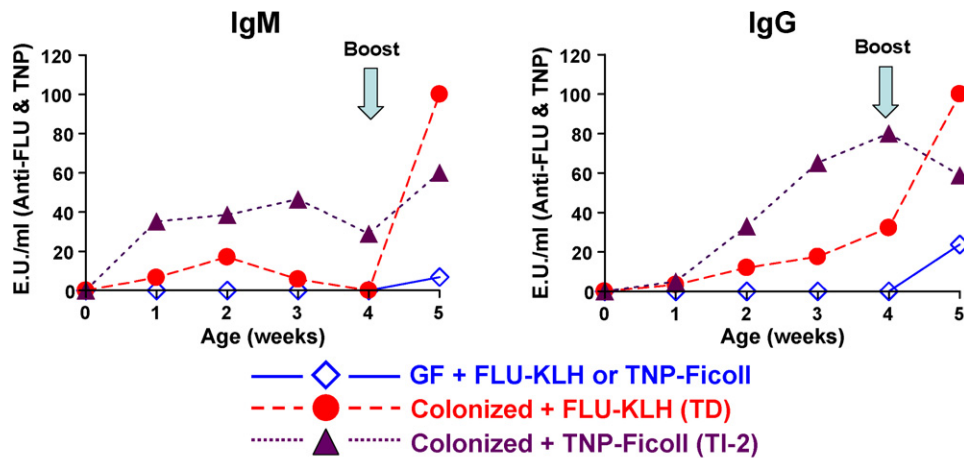 IgM
E.U./ml (Anti-FLU & TNP)
120
100
80
60
40
20
0
Boost
0 1 2 3 4 5
Age (weeks)
IgG
E.U./ml (Anti-FLU & TNP)
120
100
80
60
40
20
0
Boost
0 1 2 3 4 5
Age (weeks)
GF + FLU-KLH or TNP-Ficoll
Colonized + FLU-KLH (TD)
Colonized + TNP-Ficoll (TI-2)